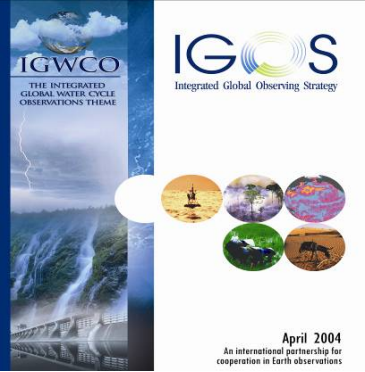 IGWCO
THE INTEGRATED
GLOBAL WATER CYCLE
OBSERVATIONS THEME
IGOS
Integrated Global Observing Strategy
April 2004
An international partnership for
cooperation in Earth observations